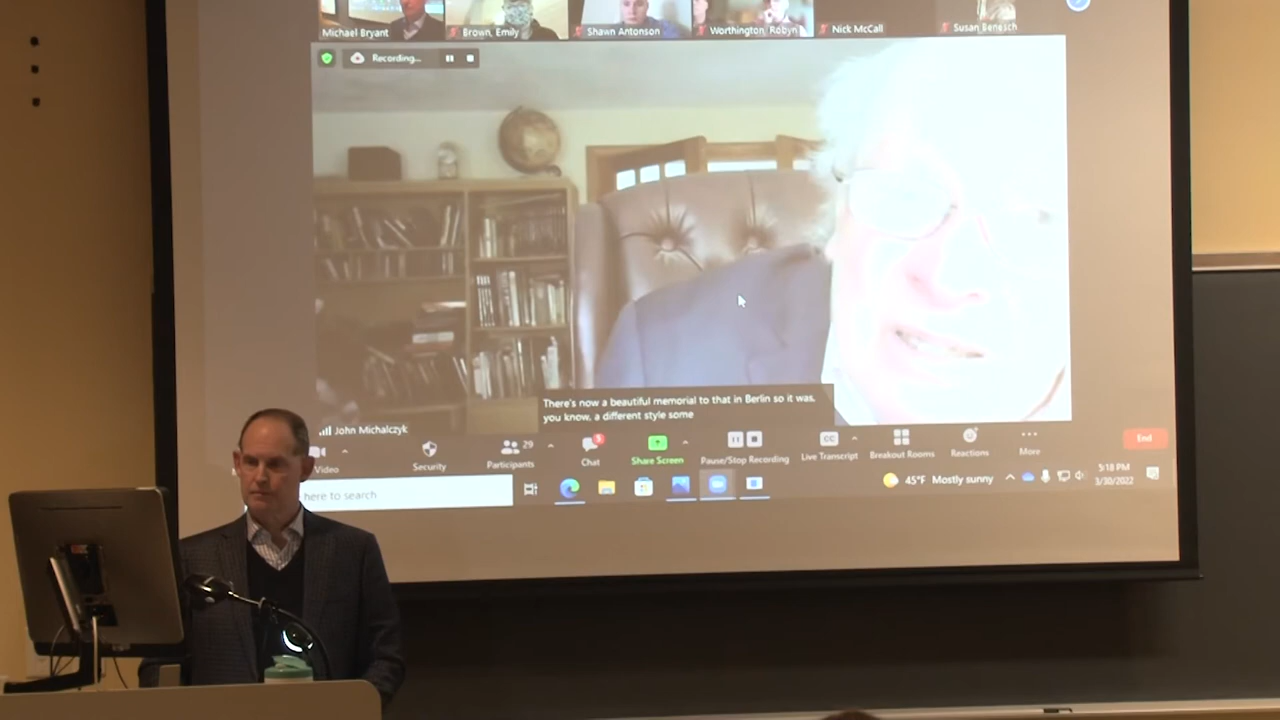 Michael Bryant
Brown, Emily
Shawn Antonson
Worthington, Robyn
Nick McCall
Susan Benesch
Recording...
There's now a beautiful memorial to that in Berlin so it was,
you know, a different style some
John Michalczyk
Video
Security
Participants
29
Chat
Share Screen
Pause/Stop Recording
CC
Live Transcript
Breakout Rooms
Reactions
More
End
here to search
45°F Mostly sunny
5:18 PM
3/30/2022